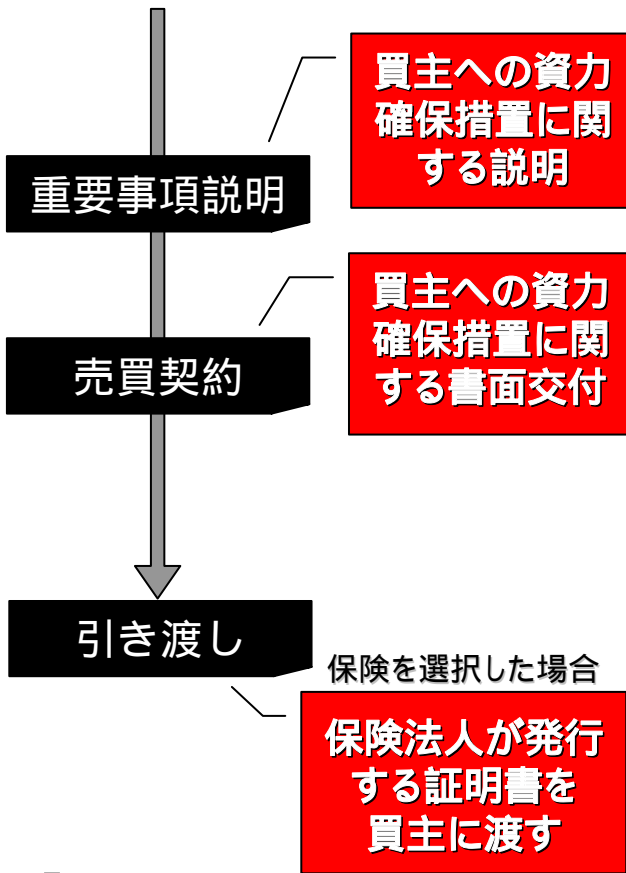 買主への資力
確保措置に関
する説明
重要事項説明
買主への資力
確保措置に関
する書面交付
売買契約
引き渡し
保険を選択した場合
保険法人が発行
する証明書を
買主に渡す